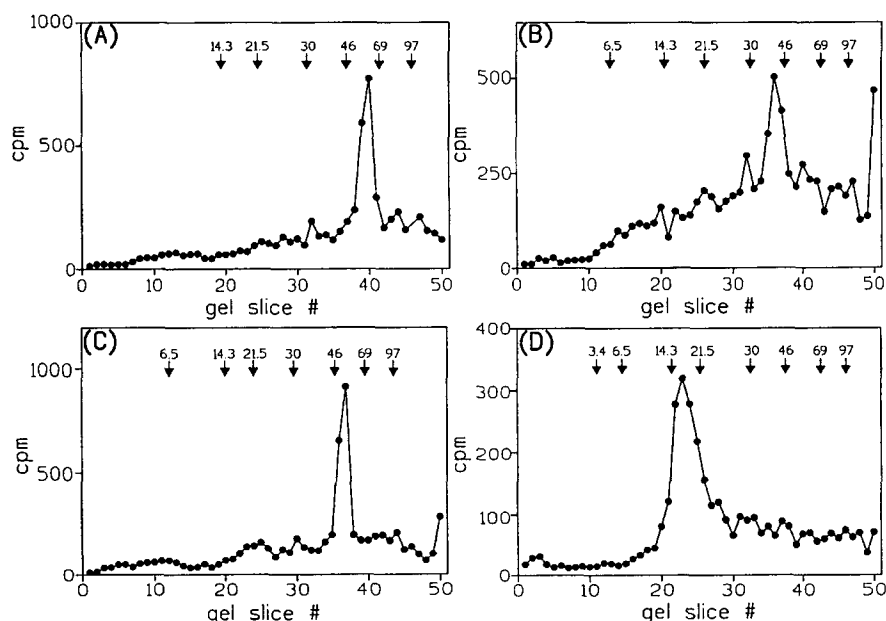 (A)
1000
500
0
cpm
14.3 21.5 30 46 69 97
0 10 20 30 40 50
gel slice #
(B)
500
250
0
cpm
6.5 14.3 21.5 30 46 69 97
0 10 20 30 40 50
gel slice #
(C)
1000
500
0
cpm
6.5 14.3 21.5 30 46 69 97
0 10 20 30 40 50
gel slice #
(D)
400
300
200
100
0
cpm
3.4 6.5 14.3 21.5 30 46 69 97
0 10 20 30 40 50
gel slice #